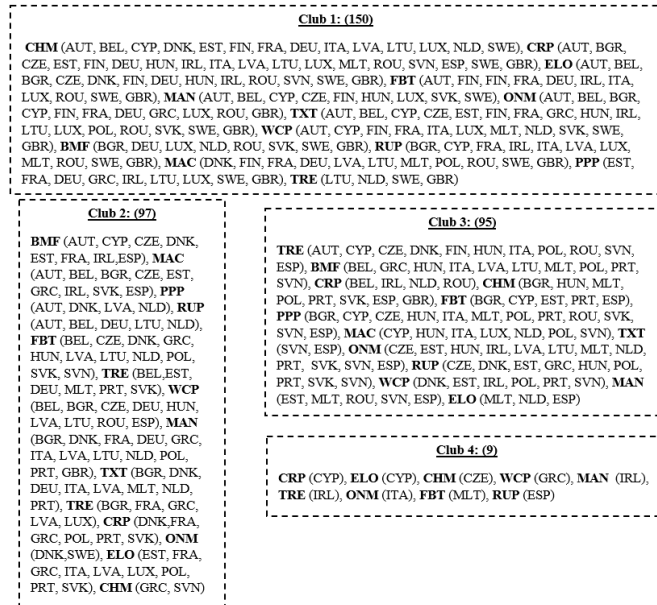 Club 1: (150)
CHM (AUT, BEL, CYP, DNK, EST, FIN, FRA, DEU, ITA, LVA, LTU, LUX, NLD, SWE), CRP (AUT, BGR,
CZE, EST, FIN, DEU, HUN, IRL, ITA, LVA, LTU, LUX, MLT, ROU, SVN, ESP, SWE, GBR), ELO (AUT, BEL,
BGR, CZE, DNK, FIN, DEU, HUN, IRL, ROU, SVN, SWE, GBR), FBT (AUT, FIN, FIN, FRA, DEU, IRL, ITA,
LUX, ROU, SWE, GBR), MAN (AUT, BEL, CYP, CZE, FIN, HUN, LUX, SVK, SWE), ONM (AUT, BEL, BGR,
CYP, FIN, FRA, DEU, GRC, LUX, ROU, GBR), TXT (AUT, BEL, CYP, CZE, EST, FIN, FRA, GRC, HUN, IRL,
LTU, LUX, POL, ROU, SVK, SWE, GBR), WCP (AUT, CYP, FIN, FRA, ITA, LUX, MLT, NLD, SVK, SWE,
GBR), BMF (BGR, DEU, LUX, NLD, ROU, SVK, SWE, GBR), RUP (BGR, CYP, FRA, IRL, ITA, LVA, LUX,
MLT, ROU, SWE, GBR), MAC (DNK, FIN, FRA, DEU, LVA, LTU, MLT, POL, ROU, SWE, GBR), PPP (EST,
FRA, DEU, GRC, IRL, LTU, LUX, SWE, GBR), TRE (LTU, NLD, SWE, GBR)
Club 2: (97)
BMF (AUT, CYP, CZE, DNK,
EST, FRA, IRL,ESP), MAC
(AUT, BEL, BGR, CZE, EST,
GRC, IRL, SVK, ESP), PPP
(AUT, DNK, LVA, NLD), RUP
(AUT, BEL, DEU, LTU, NLD),
FBT (BEL, CZE, DNK, GRC,
HUN, LVA, LTU, NLD, POL,
SVK, SVN), TRE (BEL,EST,
DEU, MLT, PRT, SVK), WCP
(BEL, BGR, CZE, DEU, HUN,
LVA, LTU, ROU, ESP), MAN
(BGR, DNK, FRA, DEU, GRC,
ITA, LVA, LTU, NLD, POL,
PRT, GBR), TXT (BGR, DNK,
DEU, ITA, LVA, MLT, NLD,
PRT), TRE (BGR, FRA, GRC,
LVA, LUX), CRP (DNK,FRA,
GRC, POL, PRT, SVK), ONM
(DNK,SWE), ELO (EST, FRA,
GRC, ITA, LVA, LUX, POL,
PRT, SVK), CHM (GRC, SVN)
Club 3: (95)
TRE (AUT, CYP, CZE, DNK, FIN, HUN, ITA, POL, ROU, SVN,
ESP), BMF (BEL, GRC, HUN, ITA, LVA, LTU, MLT, POL, PRT,
SVN), CRP (BEL, IRL, NLD, ROU), CHM (BGR, HUN, MLT,
POL, PRT, SVK, ESP, GBR), FBT (BGR, CYP, EST, PRT, ESP),
PPP (BGR, CYP, CZE, HUN, ITA, MLT, POL, PRT, ROU, SVK,
SVN, ESP), MAC (CYP, HUN, ITA, LUX, NLD, POL, SVN), TXT
(SVN, ESP), ONM (CZE, EST, HUN, IRL, LVA, LTU, MLT, NLD,
PRT, SVK, SVN, ESP), RUP (CZE, DNK, EST, GRC, HUN, POL,
PRT, SVK, SVN), WCP (DNK, EST, IRL, POL, PRT, SVN), MAN
(EST, MLT, ROU, SVN, ESP), ELO (MLT, NLD, ESP)
Club 4: (9)
CRP (CYP), ELO (CYP), CHM (CZE), WCP (GRC), MAN (IRL),
TRE (IRL), ONM (ITA), FBT (MLT), RUP (ESP)